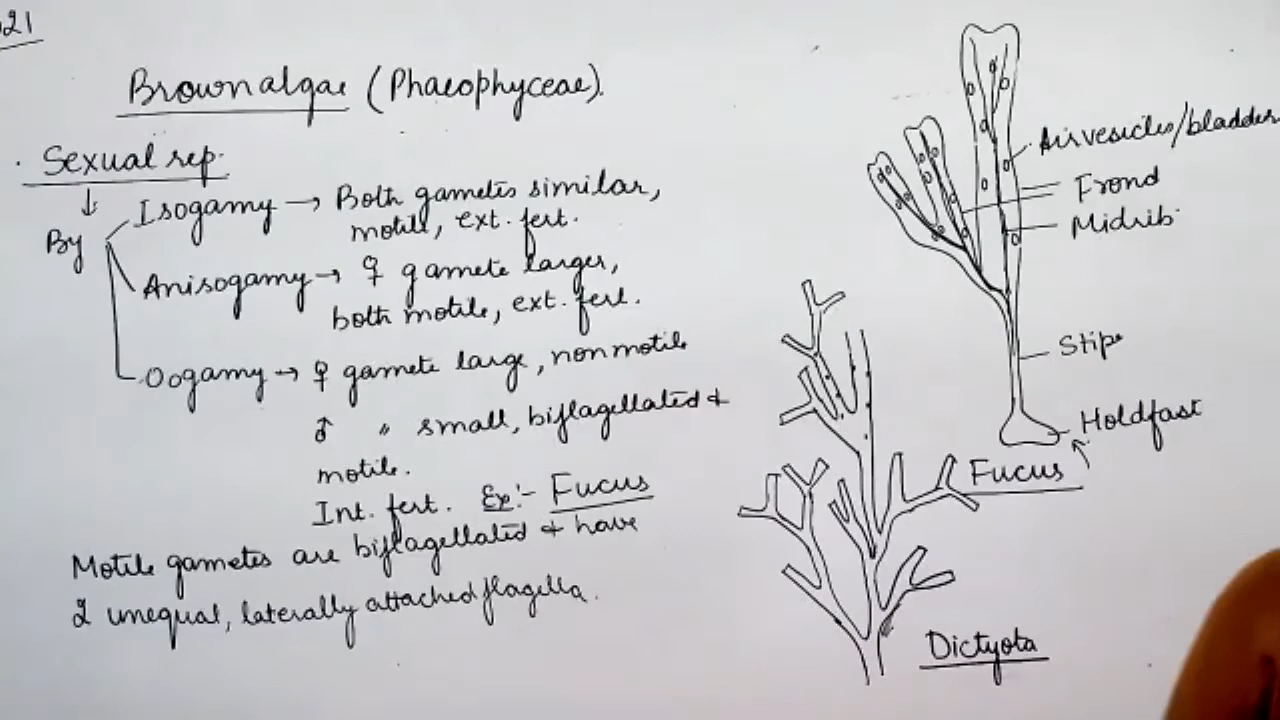 021
Brown algae (Phaeophyceae).
. Sexual rep.
↓
By
Isogamy → Both gametes similar,
motile, ext. fert.
Anisogamy → ♀ gamete larger,
both motile, ext. fert.
Oogamy → ♀ gamete large, nonmotile
♂ " small, biflagellated &
motile.
Int. fert. Ex:- Fucus
Motile gametes are biflagellated & have
2 unequal, laterally attached flagella.
Airvesicles/bladder
Frond
Midrib
Stipe
Holdfast
Fucus
Dictyota